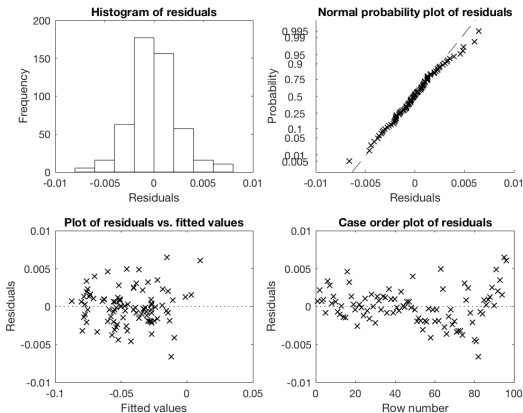 Histogram of residuals
200
150
100
50
0
Frequency
-0.01 -0.005 0 0.005 0.01
Residuals
Normal probability plot of residuals
0.995
0.99
0.95
0.9
0.75
0.5
0.25
0.1
0.05
0.01
0.005
Probability
-0.01 -0.005 0 0.005 0.01
Residuals
Plot of residuals vs. fitted values
0.01
0.005
0
-0.005
-0.01
Residuals
-0.1 -0.05 0 0.05
Fitted values
Case order plot of residuals
0.01
0.005
0
-0.005
-0.01
Residuals
0 20 40 60 80 100
Row number